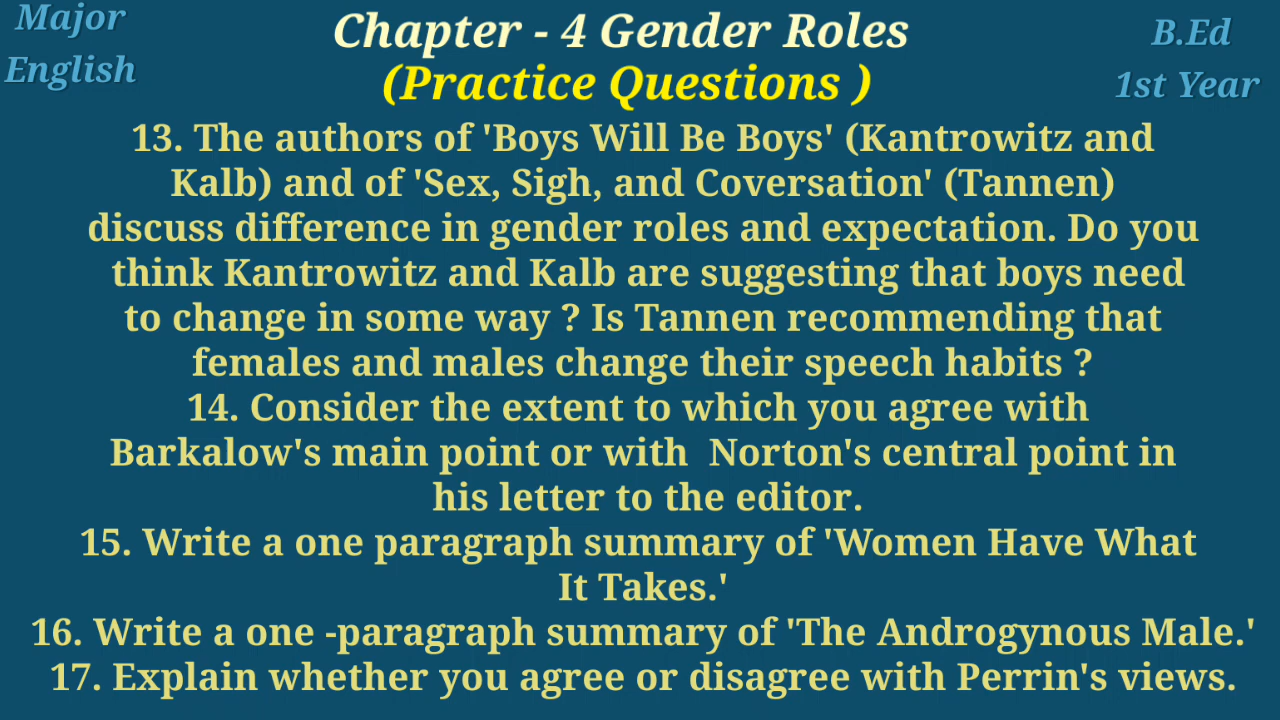 Major
English
Chapter - 4 Gender Roles
(Practice Questions )
B.Ed
1st Year
13. The authors of 'Boys Will Be Boys' (Kantrowitz and
Kalb) and of 'Sex, Sigh, and Coversation' (Tannen)
discuss difference in gender roles and expectation. Do you
think Kantrowitz and Kalb are suggesting that boys need
to change in some way ? Is Tannen recommending that
females and males change their speech habits ?
14. Consider the extent to which you agree with
Barkalow's main point or with  Norton's central point in
his letter to the editor.
15. Write a one paragraph summary of 'Women Have What
It Takes.'
16. Write a one -paragraph summary of 'The Androgynous Male.'
17. Explain whether you agree or disagree with Perrin's views.